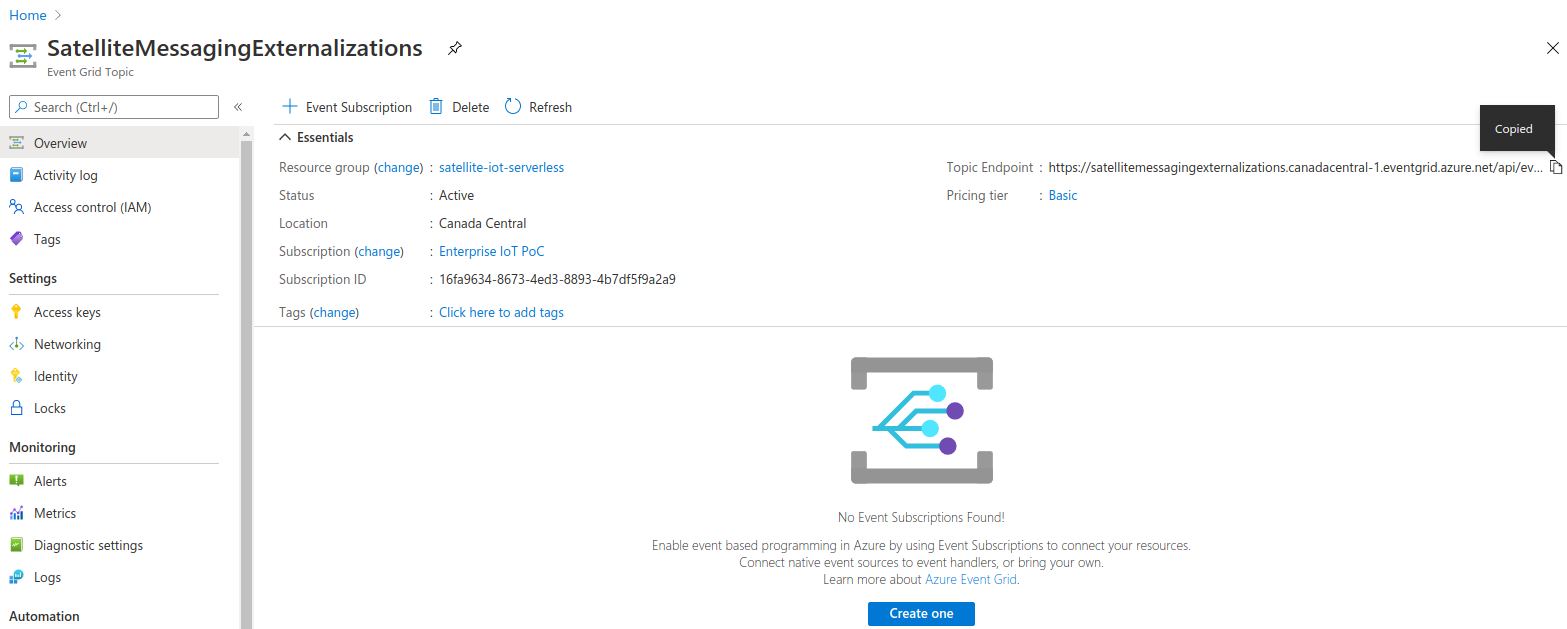 Home >
SatelliteMessagingExternalizations
Event Grid Topic
Search (Ctrl+/)
«
Event Subscription
Delete
Refresh
Copied
Overview
Activity log
Access control (IAM)
Tags
Settings
Access keys
Networking
Identity
Locks
Monitoring
Alerts
Metrics
Diagnostic settings
Logs
Automation
Essentials
Resource group (change) : satellite-iot-serverless
Status : Active
Location : Canada Central
Subscription (change) : Enterprise IoT PoC
Subscription ID : 16fa9634-8673-4ed3-8893-4b7df5f9a2a9
Tags (change) : Click here to add tags
Topic Endpoint : https://satellitemessagingexternalizations.canadacentral-1.eventgrid.azure.net/api/ev...
Pricing tier : Basic
No Event Subscriptions Found!
Enable event based programming in Azure by using Event Subscriptions to connect your resources.
Connect native event sources to event handlers, or bring your own.
Learn more about Azure Event Grid.
Create one